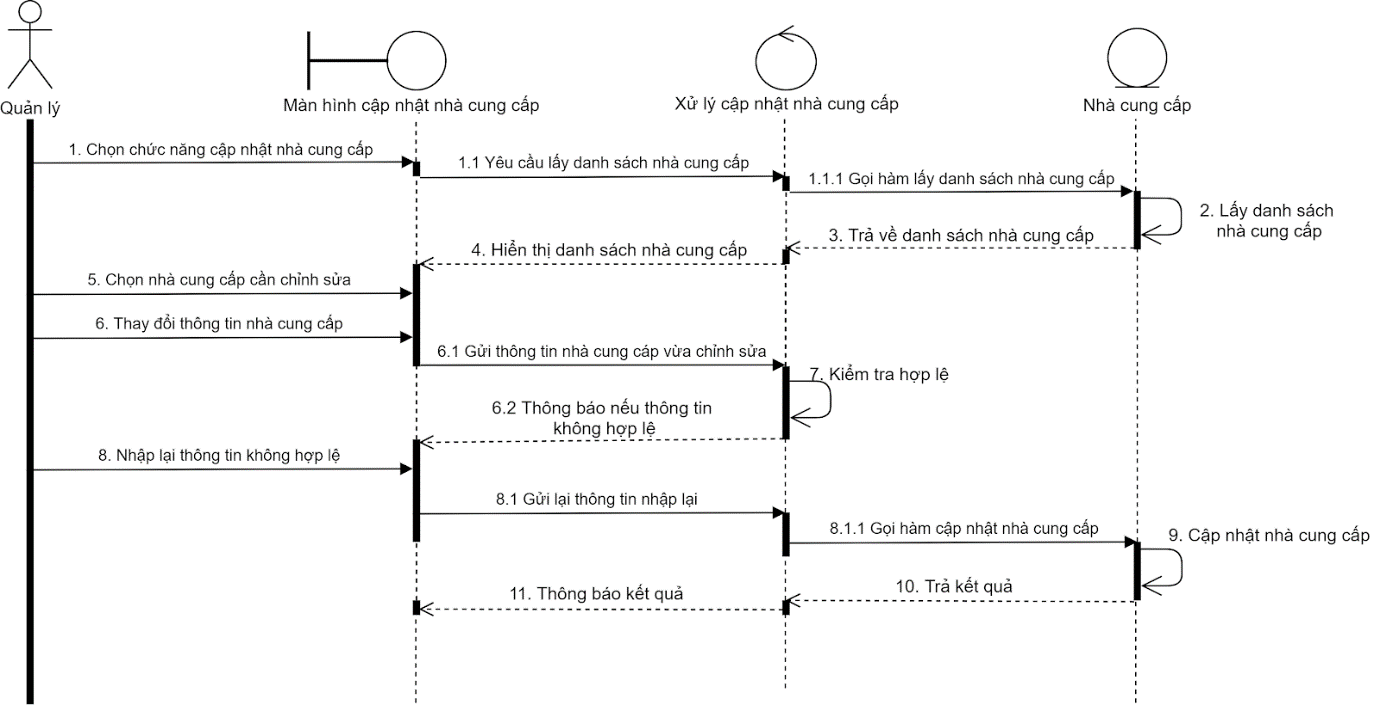 Quản lý
Màn hình cập nhật nhà cung cấp
Xử lý cập nhật nhà cung cấp
Nhà cung cấp
1. Chọn chức năng cập nhật nhà cung cấp
1.1 Yêu cầu lấy danh sách nhà cung cấp
1.1.1 Gọi hàm lấy danh sách nhà cung cấp
2. Lấy danh sách
nhà cung cấp
3. Trả về danh sách nhà cung cấp
4. Hiển thị danh sách nhà cung cấp
5. Chọn nhà cung cấp cần chỉnh sửa
6. Thay đổi thông tin nhà cung cấp
6.1 Gửi thông tin nhà cung cáp vừa chỉnh sửa
7. Kiểm tra hợp lệ
6.2 Thông báo nếu thông tin
không hợp lệ
8. Nhập lại thông tin không hợp lệ
8.1 Gửi lại thông tin nhập lại
8.1.1 Gọi hàm cập nhật nhà cung cấp
9. Cập nhật nhà cung cấp
10. Trả kết quả
11. Thông báo kết quả